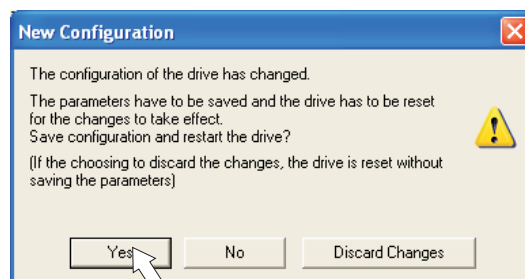 New Configuration
The configuration of the drive has changed.
The parameters have to be saved and the drive has to be reset
for the changes to take effect.
Save configuration and restart the drive?
(If the choosing to discard the changes, the drive is reset without
saving the parameters)
Yes No Discard Changes